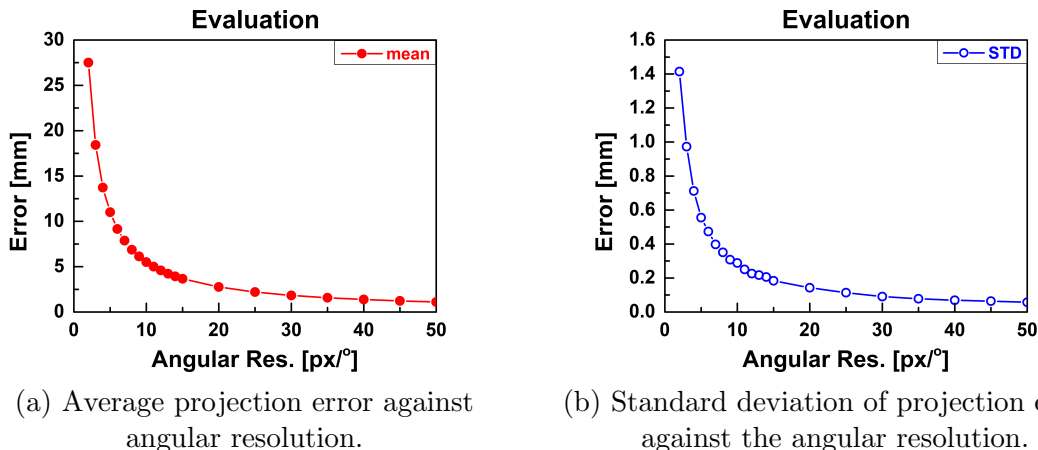 Evaluation
mean
30
25
20
15
10
5
0
Error [mm]
0 10 20 30 40 50
Angular Res. [px/°]
(a) Average projection error against
angular resolution.
Evaluation
STD
1.6
1.4
1.2
1.0
0.8
0.6
0.4
0.2
0.0
Error [mm]
0 10 20 30 40 50
Angular Res. [px/°]
(b) Standard deviation of projection
against the angular resolution.